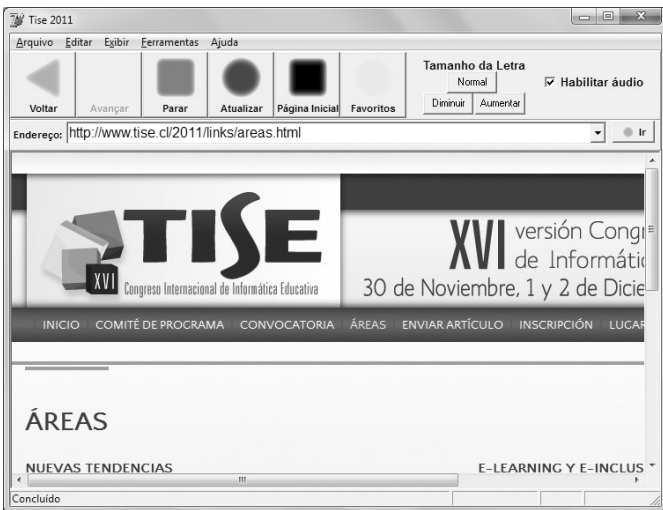 Tise 2011
Arquivo Editar Exibir Ferramentas Ajuda
Voltar Avançar Parar Atualizar Página Inicial Favoritos
Tamanho da Letra
Normal
Diminuir Aumentar
Habilitar áudio
Endereço: http://www.tise.cl/2011/links/areas.html Ir
TISE
XVI
Congreso Internacional de Informática Educativa
XVI versión Congr
de Informátic
30 de Noviembre, 1 y 2 de Dicie
INICIO COMITÉ DE PROGRAMA CONVOCATORIA ÁREAS ENVIAR ARTÍCULO INSCRIPCIÓN LUGAR
ÁREAS
NUEVAS TENDENCIAS E-LEARNING Y E-INCLUS
Concluído